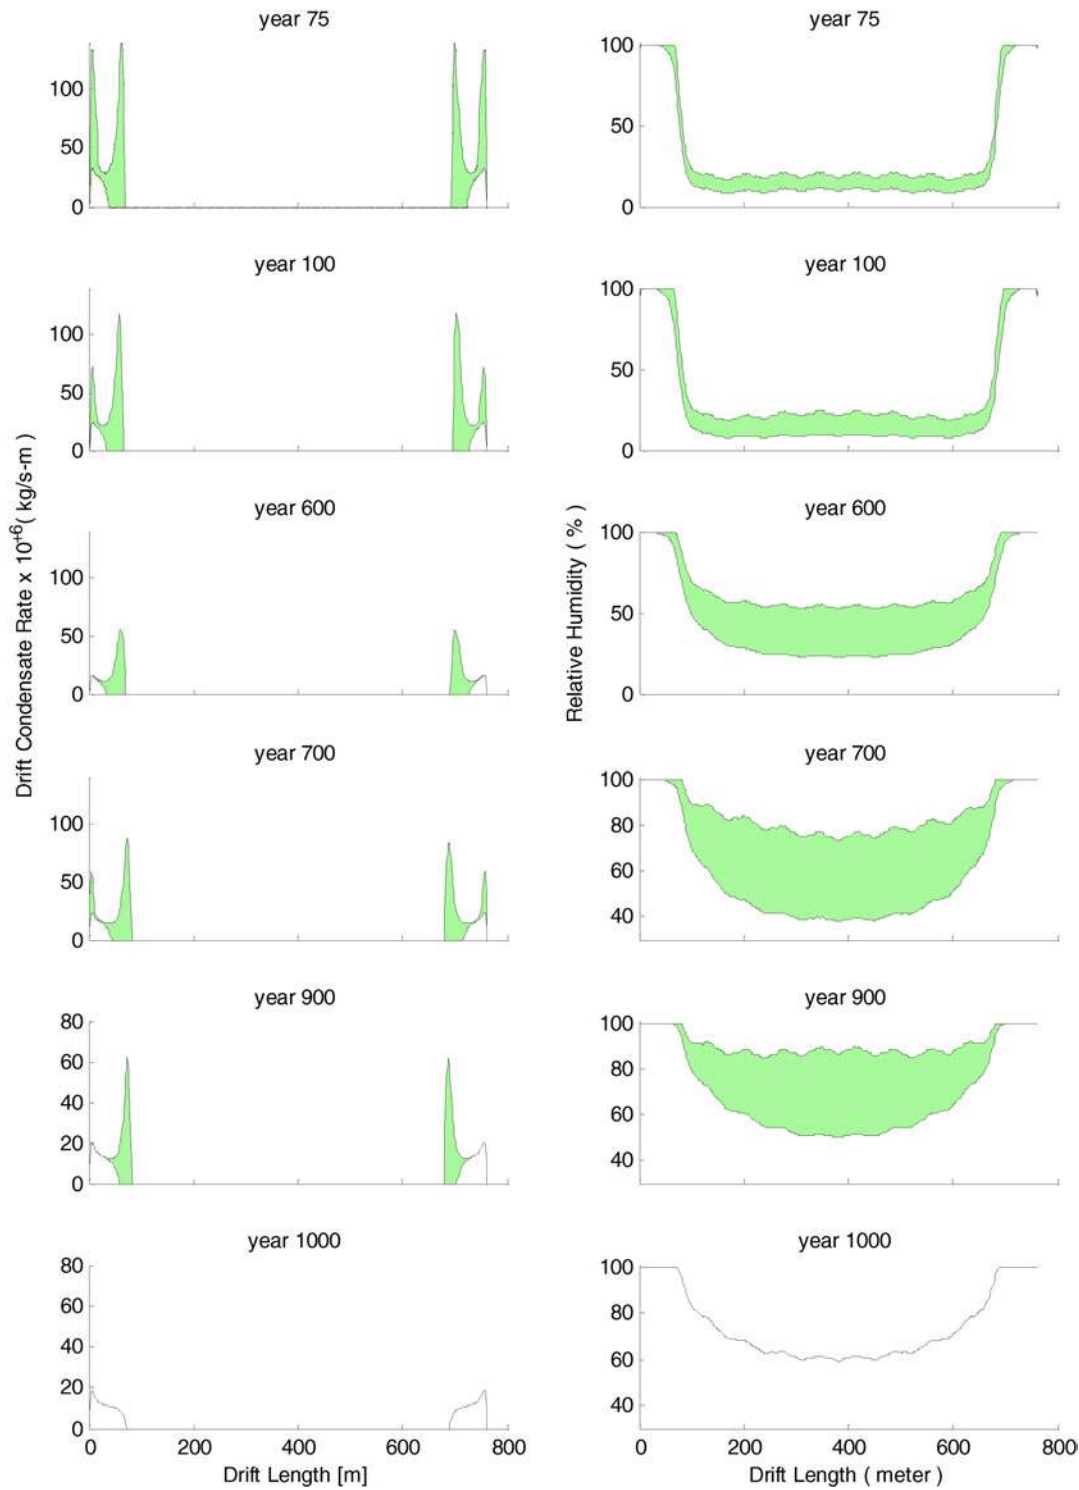 year 75
100
50
0
year 75
100
50
0
year 100
100
50
0
year 100
100
50
0
year 600
100
50
0
year 600
100
50
0
year 700
100
50
0
year 700
100
80
60
40
year 900
80
60
40
20
0
year 900
100
80
60
40
year 1000
80
60
40
20
0
0 200 400 600 800
Drift Length [m]
year 1000
100
80
60
40
0 200 400 600 800
Drift Length ( meter )
Drift Condensate Rate x 10+6( kg/s-m)
Relative Humidity ( % )